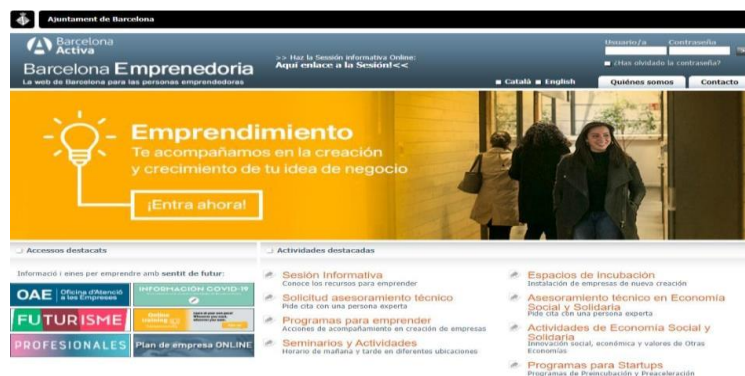 Ajuntament de Barcelona
Barcelona
Activa
Barcelona Emprenedoria
La web de Barcelona para las personas emprendedoras
>> Haz la Sesión informativa Online:
Aquí enlace a la Sesión!<<
Usuario/a Contraseña
¿Has olvidado la contraseña?
Català English
Quiénes somos Contacto
Emprendimiento
Te acompañamos en la creación
y crecimiento de tu idea de negocio
¡Entra ahora!
Accessos destacats
Actividades destacadas
Informació i eines per emprendre amb sentit de futur:
OAE Oficina d'Atenció
a les Empreses
INFORMACIÓN COVID-19
FUTURISME
Online
PROFESIONALES
Plan de empresa ONLINE
Sesión Informativa
Conoce los recursos para emprender
Solicitud asesoramiento técnico
Pide cita con una persona experta
Programas para emprender
Acciones de acompañamiento en creación de empresas
Seminarios y Actividades
Horario de mañana y tarde en diferentes ubicaciones
Espacios de incubación
Instalación de empresas de nueva creación
Asesoramiento técnico en Economía
Social y Solidaria
Pide cita con una persona experta
Actividades de Economía Social y
Solidaria
Innovación social, económica y valores de Otras
Economías
Programas para Startups
Programas de Preincubación y Preaceleración